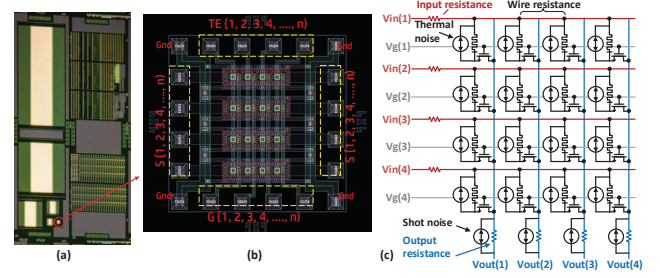 (a)
TE {1, 2, 3, 4, ...., n}
Gnd
Gnd
S {1, 2, 3, 4, ...., n}
S {1, 2, 3, 4, ...., n}
Gnd
Gnd
G {1, 2, 3, 4, ...., n}
(b)
Input resistance
Wire resistance
Vin(1)
Thermal
noise
Vg(1)
Vin(2)
Vg(2)
Vin(3)
Vg(3)
Vin(4)
Vg(4)
Shot noise
Output
resistance
(c)
Vout(1) Vout(2) Vout(3) Vout(4)